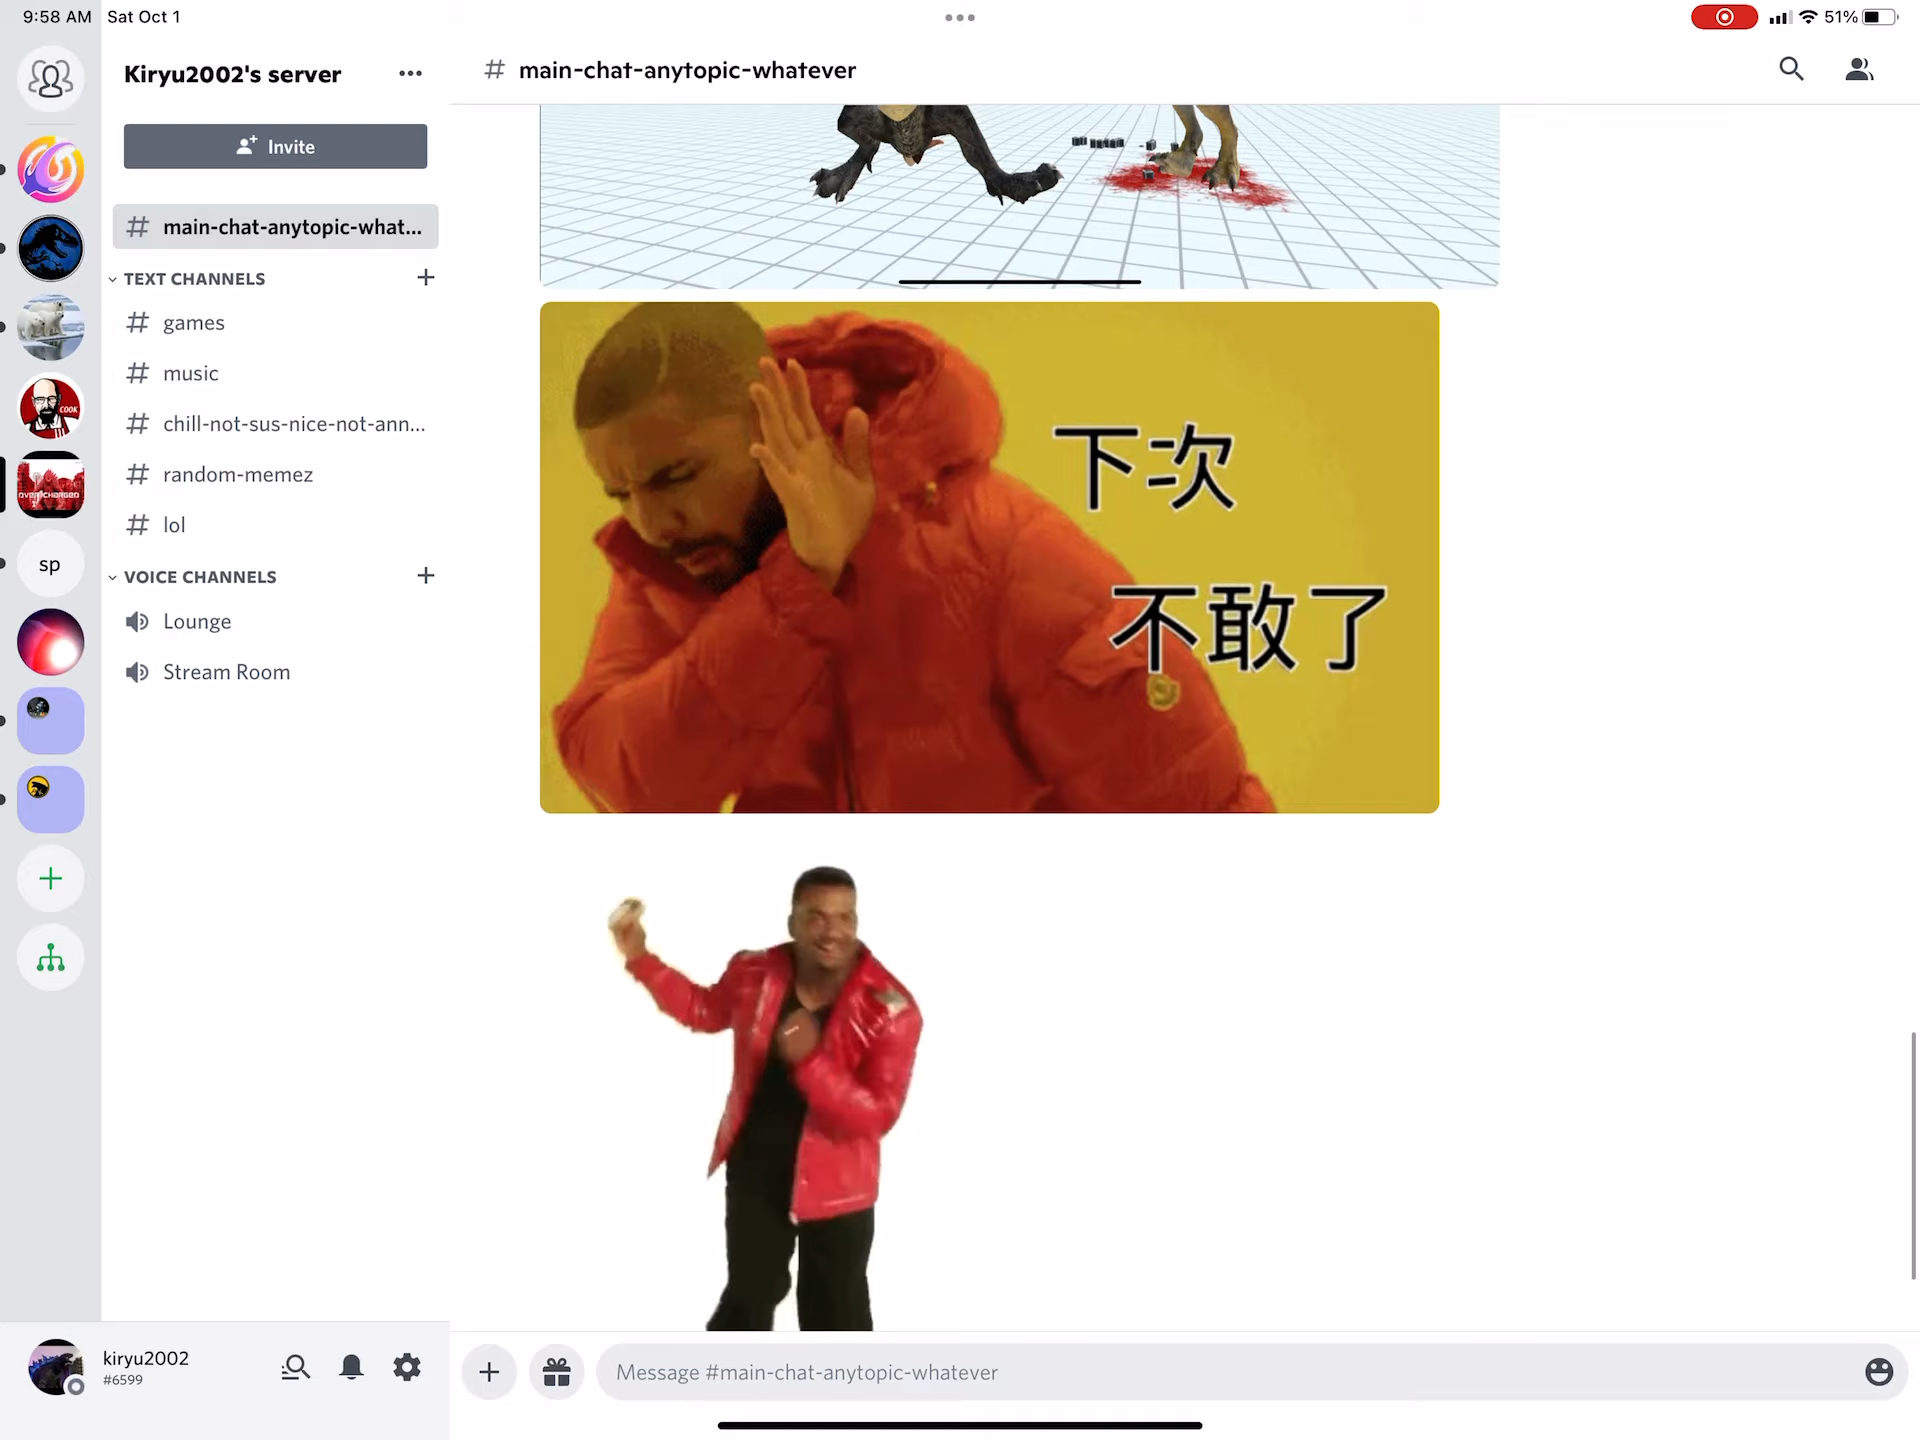 9:58 AM Sat Oct 1
51%
Kiryu2002's server
# main-chat-anytopic-whatever
Invite
# main-chat-anytopic-what...
TEXT CHANNELS
# games
# music
# chill-not-sus-nice-not-ann...
# random-memez
# lol
VOICE CHANNELS
Lounge
Stream Room
COOK
OVERCHARGED
sp
下次
不敢了
kiryu2002
#6599
Message #main-chat-anytopic-whatever